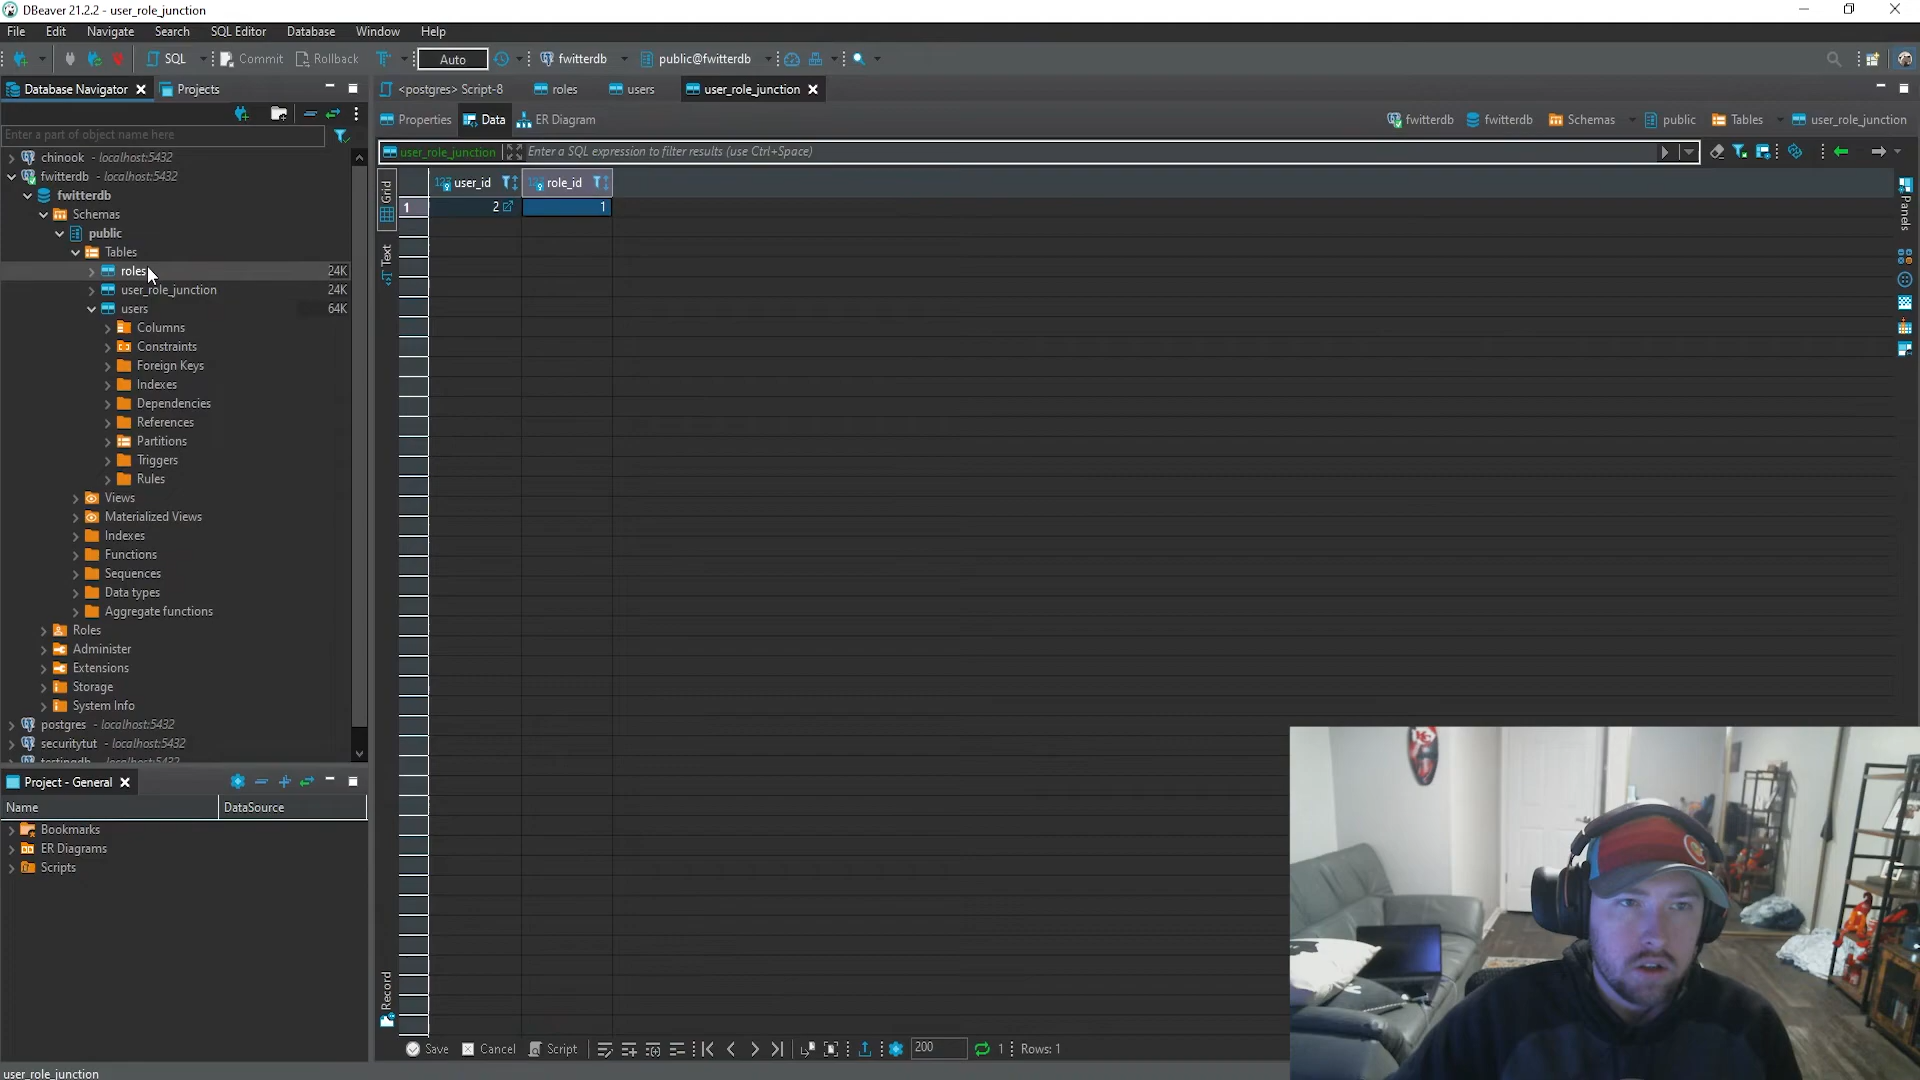 DBeaver 21.2.2 - user_role_junction
File Edit Navigate Search SQL Editor Database Window Help
SQL Commit Rollback Auto fwitterdb public@fwitterdb
Database Navigator Projects
<postgres> Script-8 roles users user_role_junction
Properties Data ER Diagram
fwitterdb fwitterdb Schemas public Tables user_role_junction
Enter a part of object name here
user_role_junction Enter a SQL expression to filter results (use Ctrl+Space)
chinook - localhost:5432
fwitterdb - localhost:5432
fwitterdb
Schemas
public
Tables
roles 24K
user_role_junction 24K
users 64K
Columns
Constraints
Foreign Keys
Indexes
Dependencies
References
Partitions
Triggers
Rules
Views
Materialized Views
Indexes
Functions
Sequences
Data types
Aggregate functions
Roles
Administer
Extensions
Storage
System Info
postgres - localhost:5432
securitytut - localhost:5432
testingdb - localhost:5432
Grid
Text
Record
123 user_id 123 role_id
1 2 1
Panels
Project - General
Name DataSource
Bookmarks
ER Diagrams
Scripts
Save Cancel Script 200 1 Rows: 1
user_role_junction